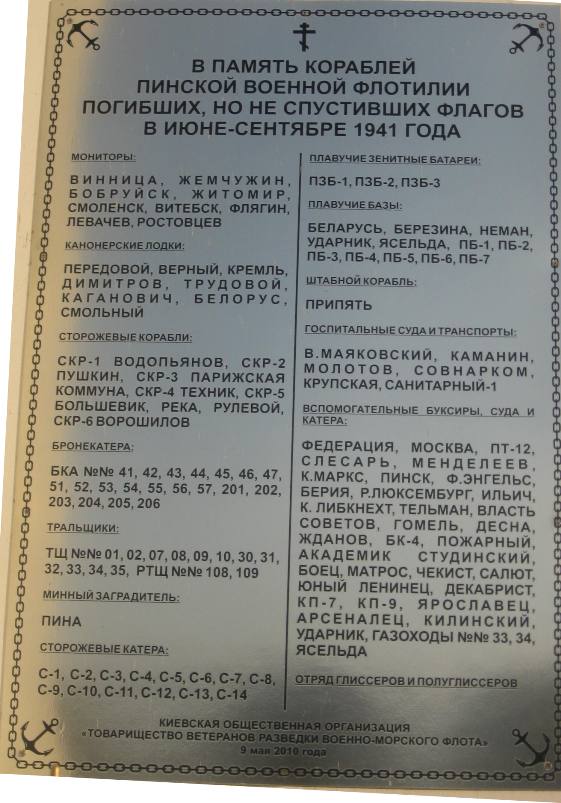 В ПАМЯТЬ КОРАБЛЕЙ
ПИНСКОЙ ВОЕННОЙ ФЛОТИЛИИ
ПОГИБШИХ, НО НЕ СПУСТИВШИХ ФЛАГОВ
В ИЮНЕ-СЕНТЯБРЕ 1941 ГОДА
МОНИТОРЫ:
ВИННИЦА, ЖЕМЧУЖИН,
БОБРУЙСК, ЖИТОМИР,
СМОЛЕНСК, ВИТЕБСК, ФЛЯГИН,
ЛЕВАЧЕВ, РОСТОВЦЕВ
КАНОНЕРСКИЕ ЛОДКИ:
ПЕРЕДОВОЙ, ВЕРНЫЙ, КРЕМЛЬ,
ДИМИТРОВ, ТРУДОВОЙ,
КАГАНОВИЧ, БЕЛОРУС,
СМОЛЬНЫЙ
СТОРОЖЕВЫЕ КОРАБЛИ:
СКР-1 ВОДОПЬЯНОВ, СКР-2
ПУШКИН, СКР-3 ПАРИЖСКАЯ
КОММУНА, СКР-4 ТЕХНИК, СКР-5
БОЛЬШЕВИК, РЕКА, РУЛЕВОЙ,
СКР-6 ВОРОШИЛОВ
БРОНЕКАТЕРА:
БКА №№ 41, 42, 43, 44, 45, 46, 47,
51, 52, 53, 54, 55, 56, 57, 201, 202,
203, 204, 205, 206
ТРАЛЬЩИКИ:
ТЩ №№ 01, 02, 07, 08, 09, 10, 30, 31,
32, 33, 34, 35, РТЩ №№ 108, 109
МИННЫЙ ЗАГРАДИТЕЛЬ:
ПИНА
СТОРОЖЕВЫЕ КАТЕРА:
С-1, С-2, С-3, С-4, С-5, С-6, С-7, С-8,
С-9, С-10, С-11, С-12, С-13, С-14
ПЛАВУЧИЕ ЗЕНИТНЫЕ БАТАРЕИ:
ПЗБ-1, ПЗБ-2, ПЗБ-3
ПЛАВУЧИЕ БАЗЫ:
БЕЛАРУСЬ, БЕРЕЗИНА, НЕМАН,
УДАРНИК, ЯСЕЛЬДА, ПБ-1, ПБ-2,
ПБ-3, ПБ-4, ПБ-5, ПБ-6, ПБ-7
ШТАБНОЙ КОРАБЛЬ:
ПРИПЯТЬ
ГОСПИТАЛЬНЫЕ СУДА И ТРАНСПОРТЫ:
В.МАЯКОВСКИЙ, КАМАНИН,
МОЛОТОВ, СОВНАРКОМ,
КРУПСКАЯ, САНИТАРНЫЙ-1
ВСПОМОГАТЕЛЬНЫЕ БУКСИРЫ, СУДА И
КАТЕРА:
ФЕДЕРАЦИЯ, МОСКВА, ПТ-12,
СЛЕСАРЬ, МЕНДЕЛЕЕВ,
К.МАРКС, ПИНСК, Ф.ЭНГЕЛЬС,
БЕРИЯ, Р.ЛЮКСЕМБУРГ, ИЛЬИЧ,
К. ЛИБКНЕХТ, ТЕЛЬМАН, ВЛАСТЬ
СОВЕТОВ, ГОМЕЛЬ, ДЕСНА,
ЖДАНОВ, БК-4, ПОЖАРНЫЙ,
АКАДЕМИК СТУДИНСКИЙ,
БОЕЦ, МАТРОС, ЧЕКИСТ, САЛЮТ,
ЮНЫЙ ЛЕНИНЕЦ, ДЕКАБРИСТ,
КП-7, КП-9, ЯРОСЛАВЕЦ,
АРСЕНАЛЕЦ, КИЛИНСКИЙ,
УДАРНИК, ГАЗОХОДЫ №№ 33, 34,
ЯСЕЛЬДА
ОТРЯД ГЛИССЕРОВ И ПОЛУГЛИССЕРОВ
КИЕВСКАЯ ОБЩЕСТВЕННАЯ ОРГАНИЗАЦИЯ
«ТОВАРИЩЕСТВО ВЕТЕРАНОВ РАЗВЕДКИ ВОЕННО-МОРСКОГО ФЛОТА»
9 мая 2010 года